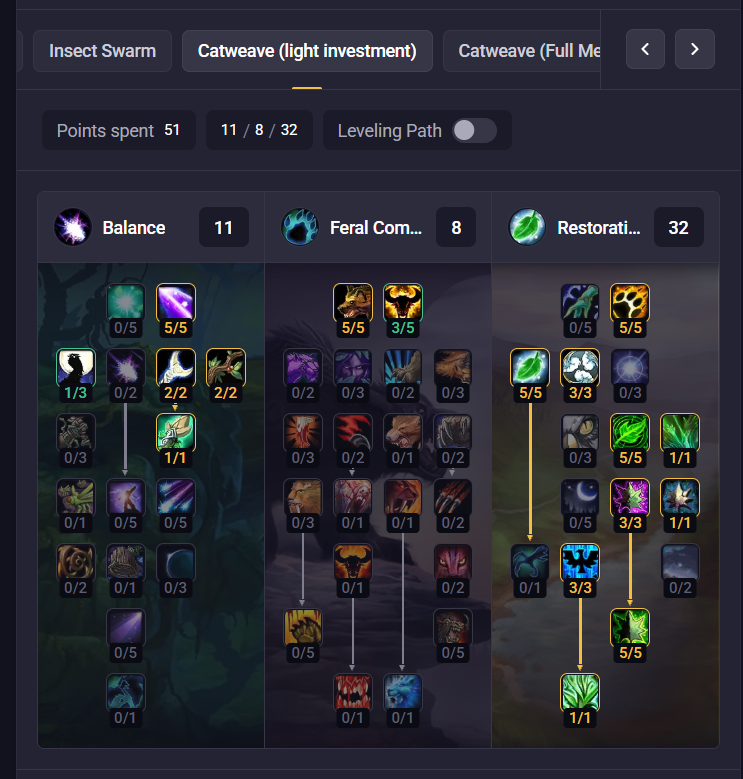 Insect Swarm Catweave (light investment) Catweave (Full Me
Points spent 51 11 / 8 / 32 Leveling Path
Balance 11 Feral Com... 8 Restorati... 32
0/5 5/5 5/5 3/5 0/5 5/5
1/3 0/2 2/2 2/2 0/2 0/3 0/2 0/3 5/5 3/3 0/3
0/3 1/1 0/3 0/2 0/1 0/2 0/3 5/5 1/1
0/1 0/5 0/5 0/3 0/1 0/1 0/2 0/5 3/3 1/1
0/2 0/1 0/3 0/1 0/2 0/1 3/3 0/2
0/5 0/5 0/5 5/5
0/1 0/1 0/1 1/1